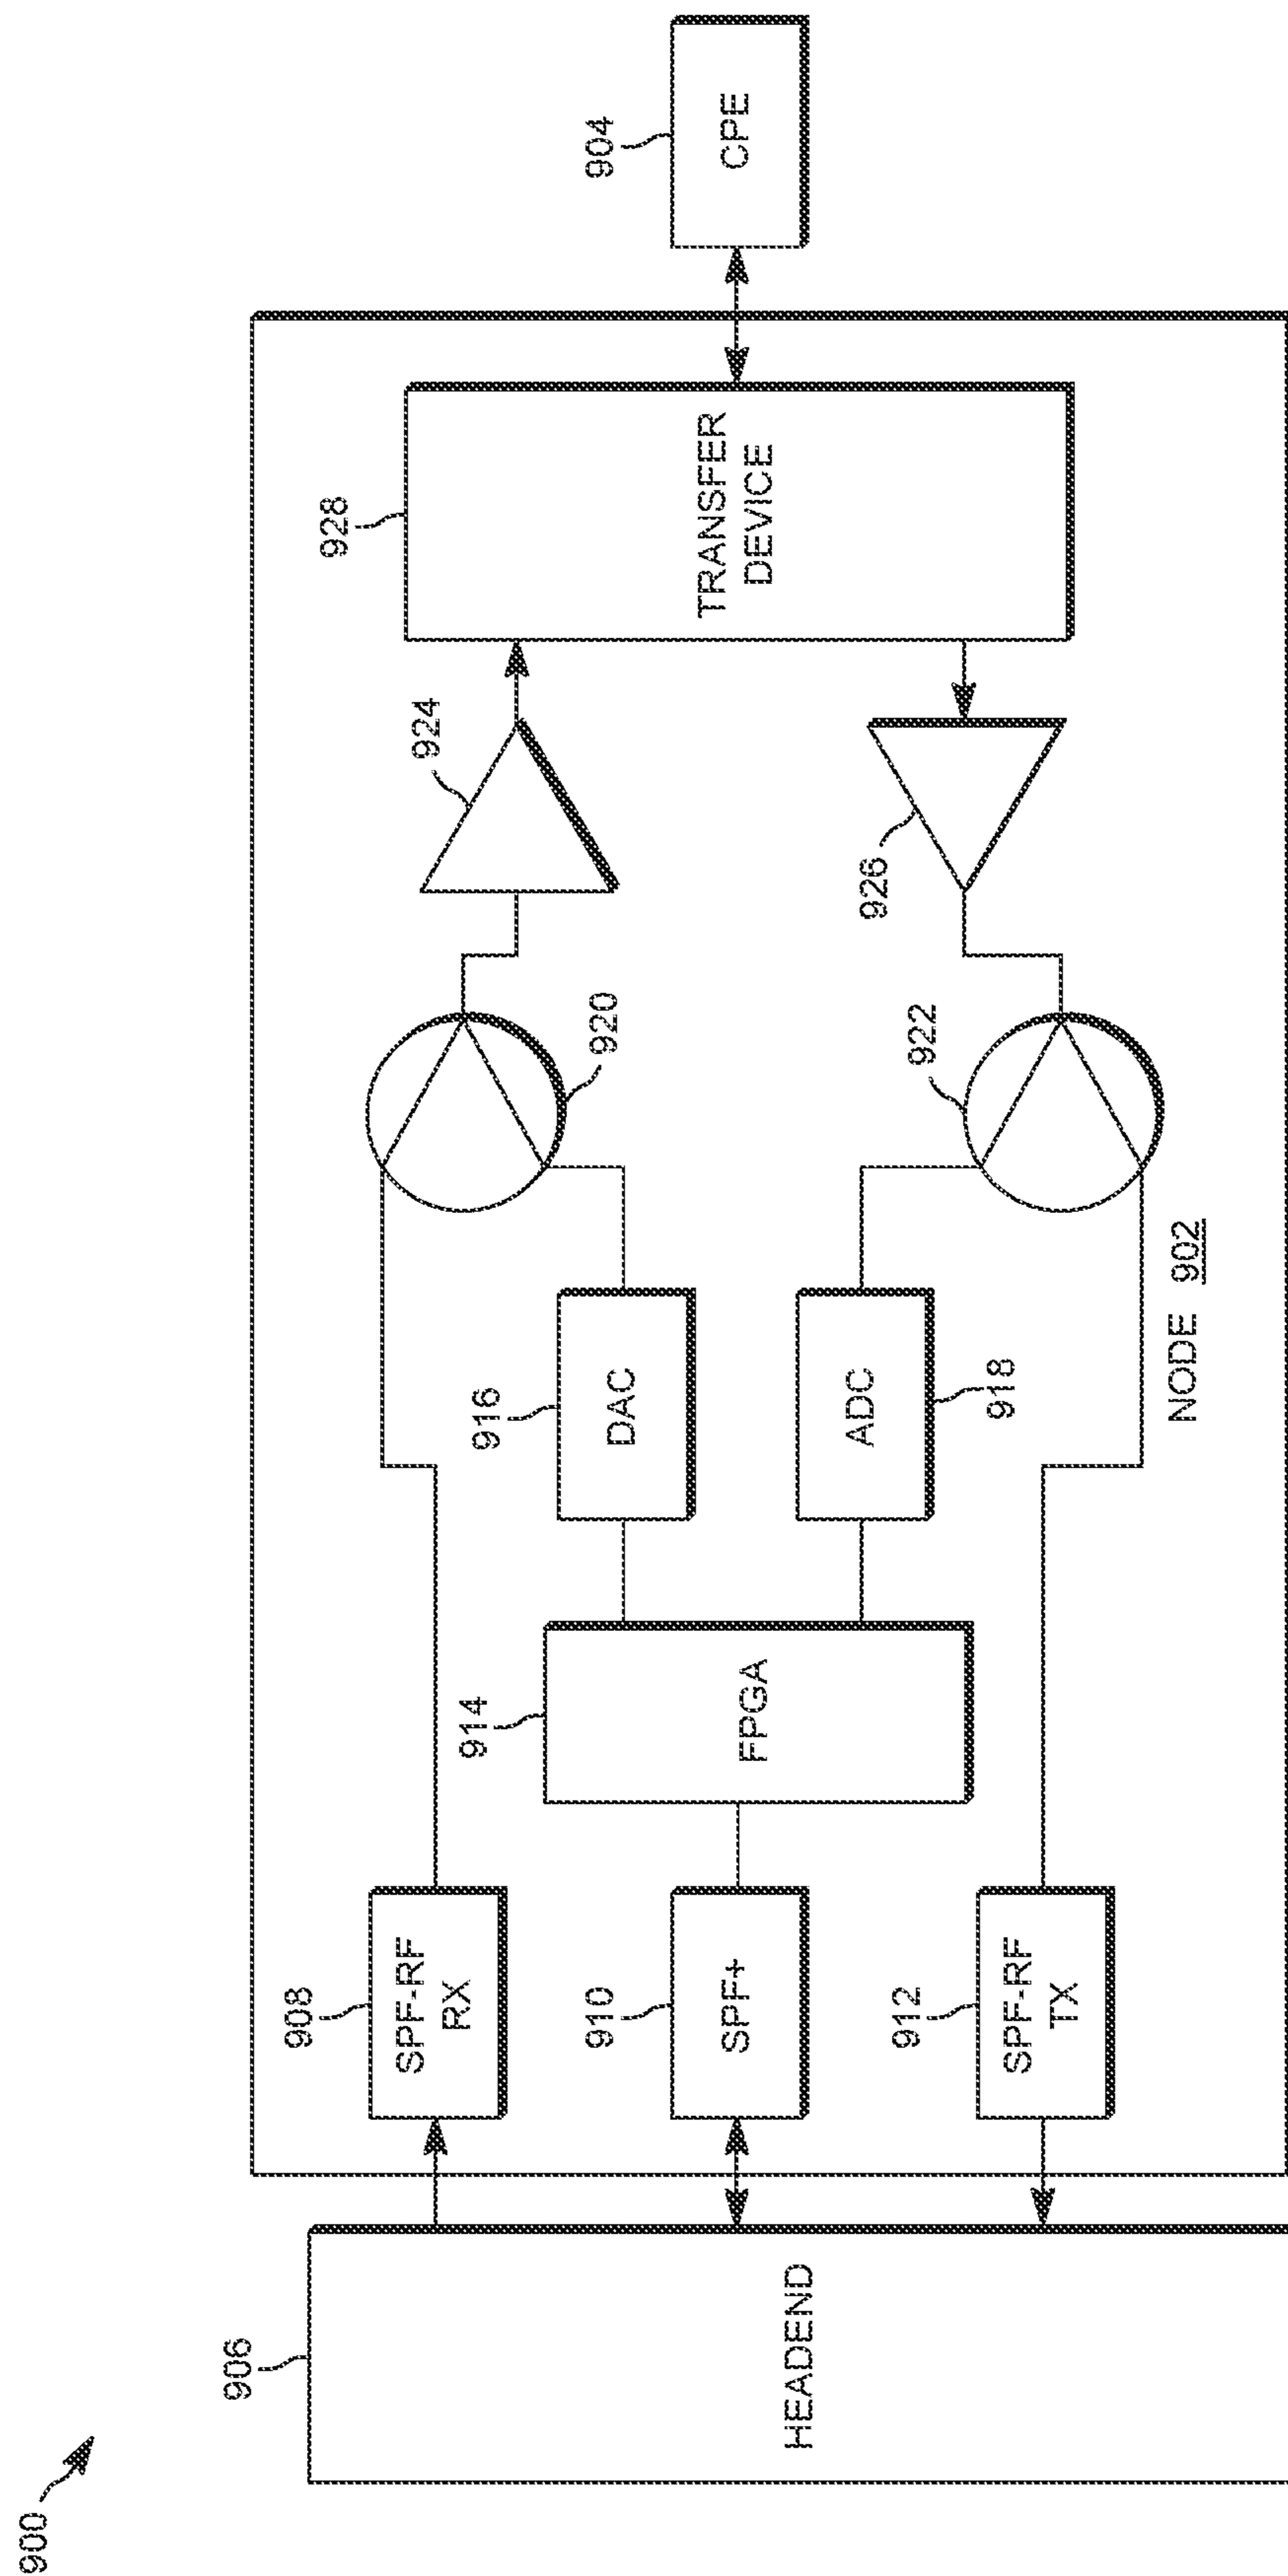 900
906
HEADEND
908
SPF-RF
RX
910
SPF+
912
SPF-RF
TX
914
FPGA
916
DAC
ADC
918
920
922
924
926
928
TRANSFER
DEVICE
NODE 902
904
CPE